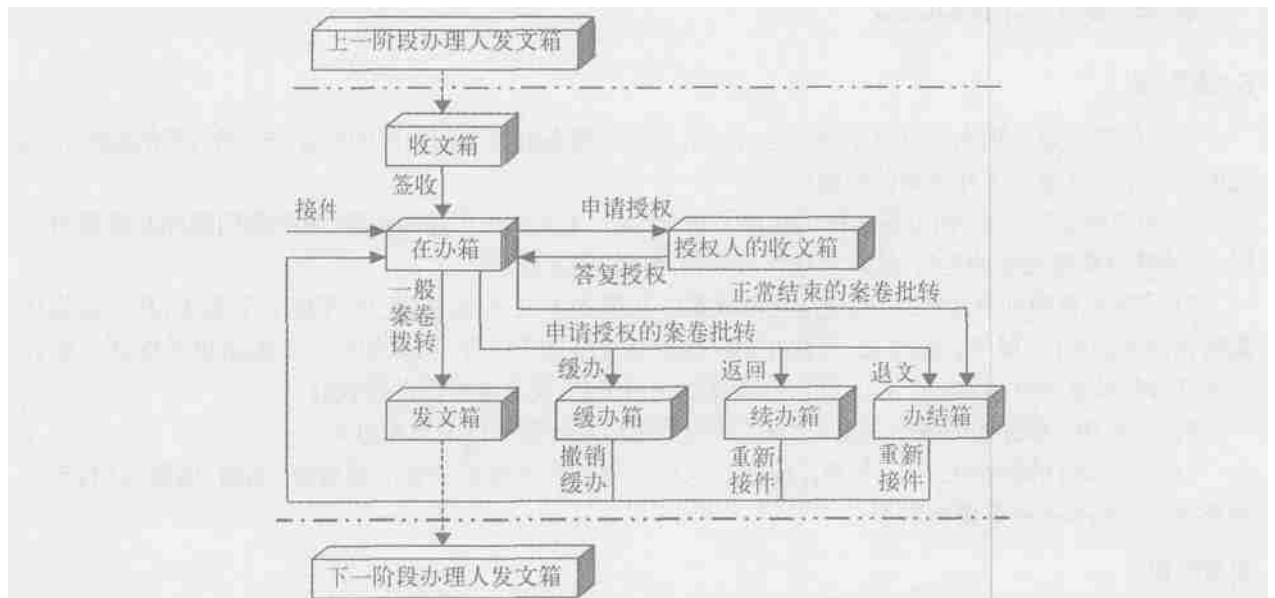 上一阶段办理人发文箱
收文箱
签收
接件
申请授权
在办箱
授权人的收文箱
答复授权
一般
案卷
拨转
正常结束的案卷批转
申请授权的案卷批转
缓办
返回
退文
发文箱
缓办箱
续办箱
办结箱
撤销
缓办
重新
接件
重新
接件
下一阶段办理人发文箱